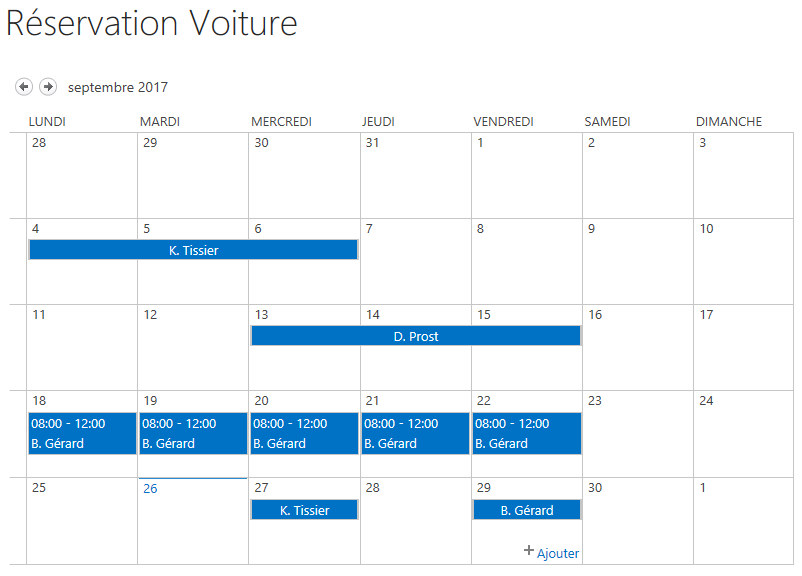 Réservation Voiture
septembre 2017
LUNDI MARDI MERCREDI JEUDI VENDREDI SAMEDI DIMANCHE
28 29 30 31 1 2 3
4 5 6 7 8 9 10
K. Tissier
11 12 13 14 15 16 17
D. Prost
18 19 20 21 22 23 24
08:00 - 12:00 08:00 - 12:00 08:00 - 12:00 08:00 - 12:00 08:00 - 12:00
B. Gérard B. Gérard B. Gérard B. Gérard B. Gérard
25 26 27 28 29 30 1
K. Tissier B. Gérard
Ajouter